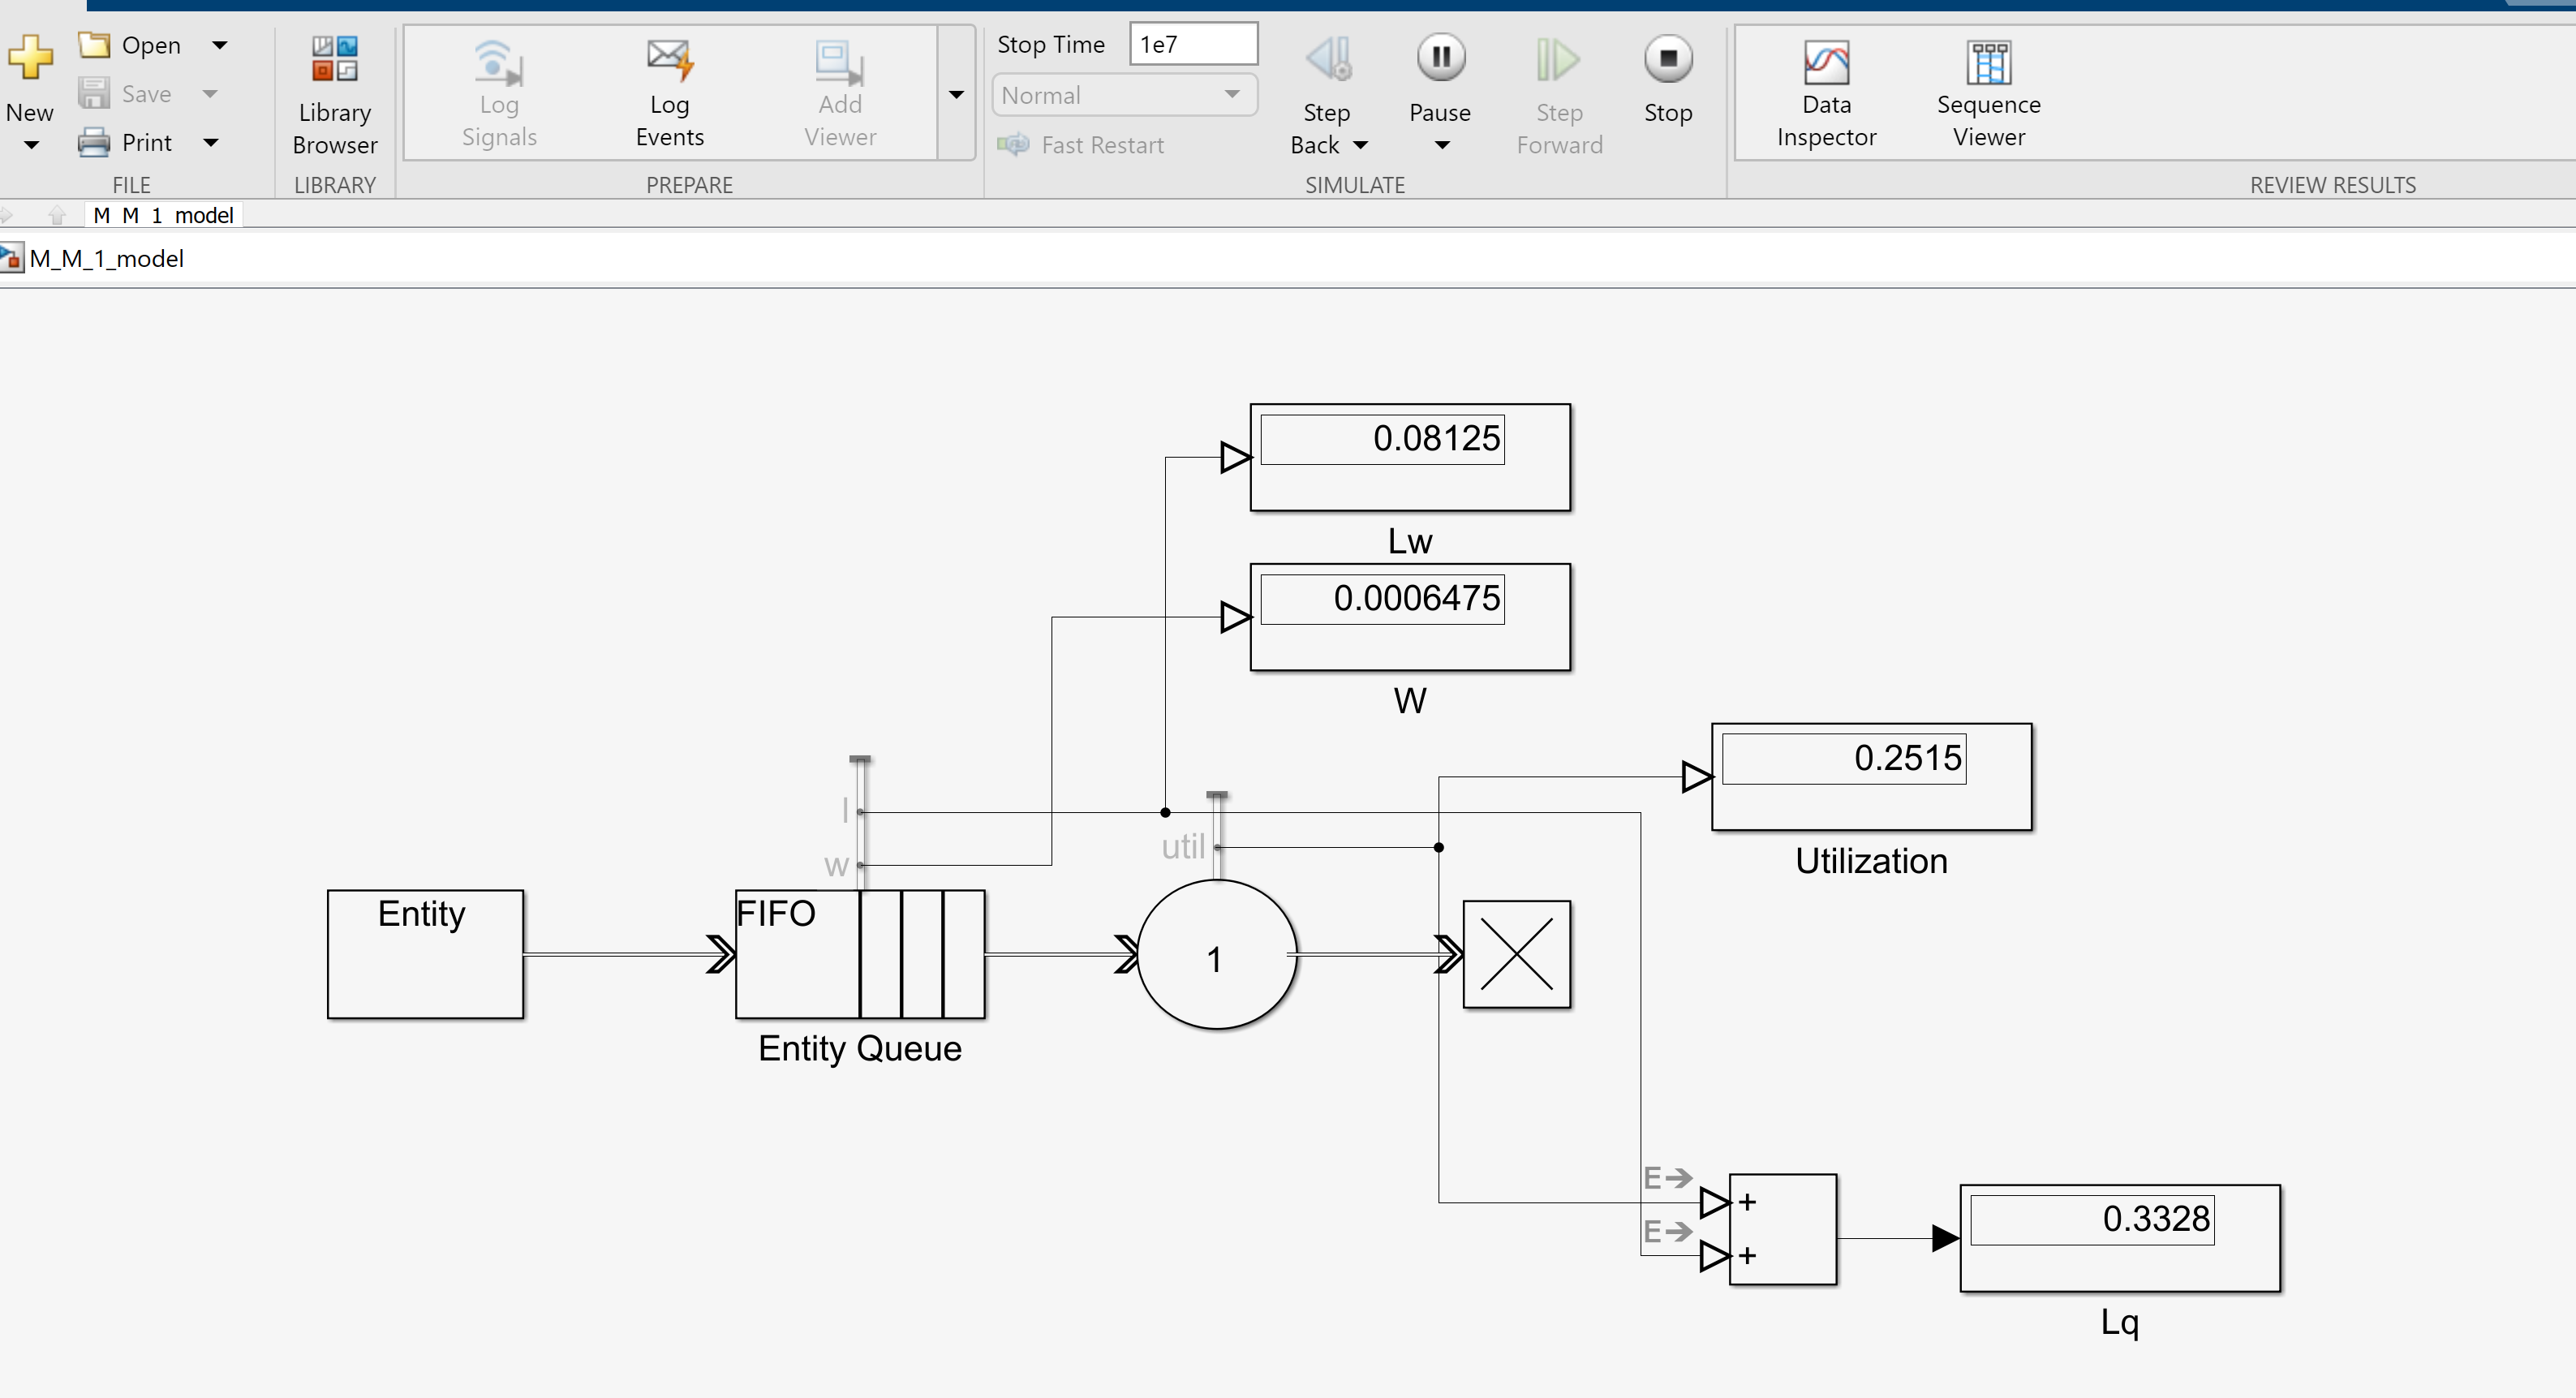 New
Open
Save
Print
FILE
Library
Browser
LIBRARY
Log
Signals
Log
Events
Add
Viewer
PREPARE
Stop Time 1e7
Normal
Fast Restart
Step
Back
Pause
Step
Forward
Stop
SIMULATE
Data
Inspector
Sequence
Viewer
REVIEW RESULTS
M_M_1_model
M_M_1_model
0.08125
Lw
0.0006475
W
0.2515
Utilization
l
util
w
Entity
FIFO
1
Entity Queue
E
+
E
+
0.3328
Lq